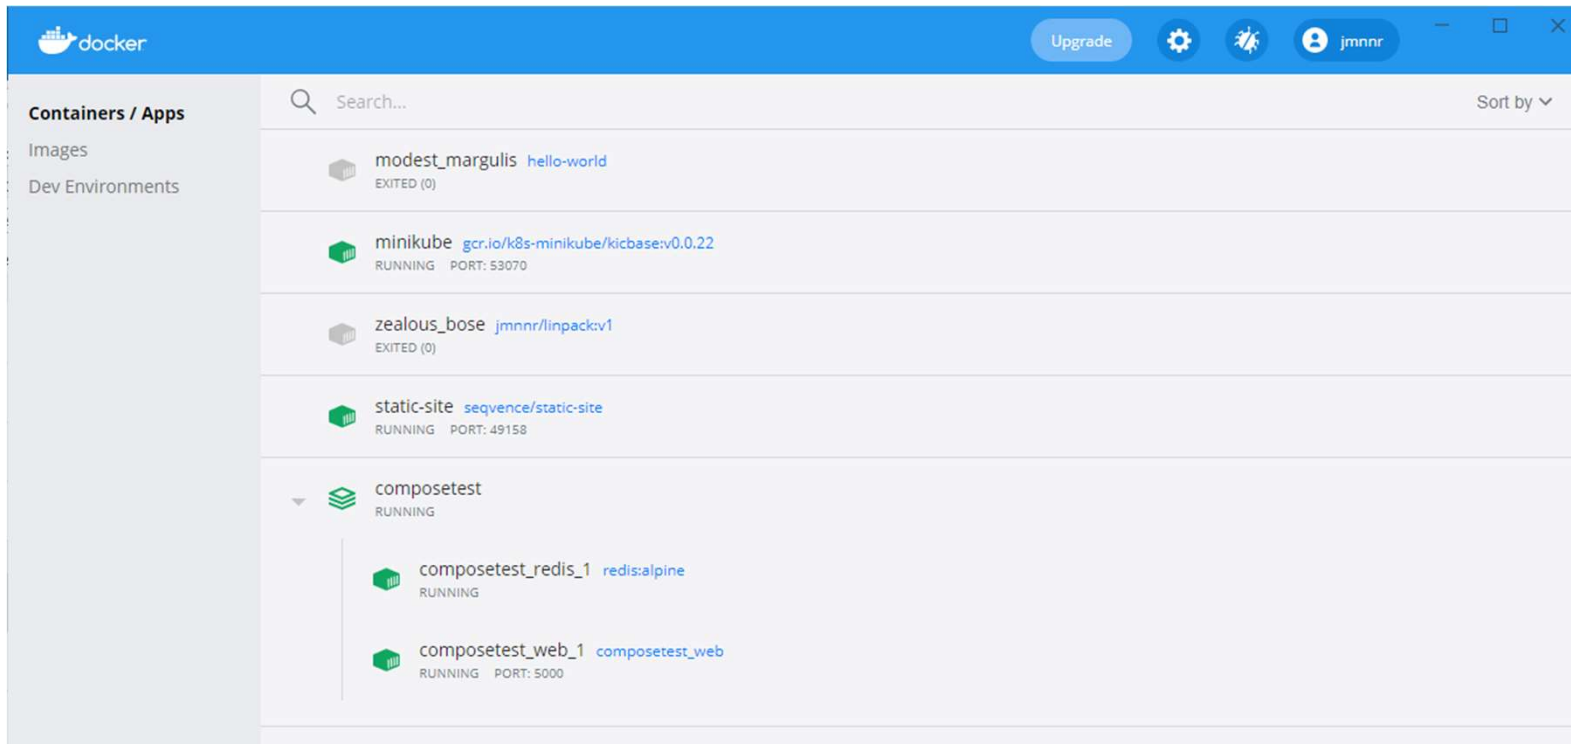 docker
Upgrade
jmnnr
Containers / Apps
Images
Dev Environments
Search...
Sort by
modest_margulis hello-world
EXITED (0)
minikube gcr.io/k8s-minikube/kicbase:v0.0.22
RUNNING PORT: 53070
zealous_bose jmnnr/linpack:v1
EXITED (0)
static-site seqvence/static-site
RUNNING PORT: 49158
composetest
RUNNING
composetest_redis_1 redis:alpine
RUNNING
composetest_web_1 composetest_web
RUNNING PORT: 5000